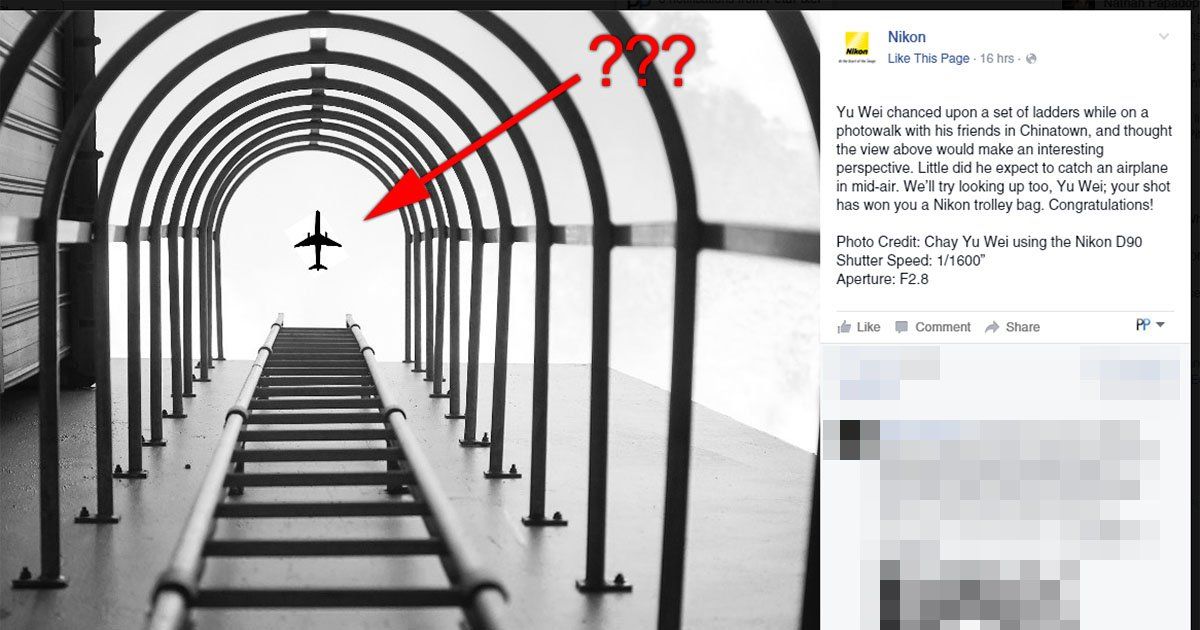 ???
Nikon
Nikon
Like This Page · 16 hrs ·
Yu Wei chanced upon a set of ladders while on a
photowalk with his friends in Chinatown, and thought
the view above would make an interesting
perspective. Little did he expect to catch an airplane
in mid-air. We'll try looking up too, Yu Wei; your shot
has won you a Nikon trolley bag. Congratulations!
Photo Credit: Chay Yu Wei using the Nikon D90
Shutter Speed: 1/1600”
Aperture: F2.8
Like Comment Share
PP